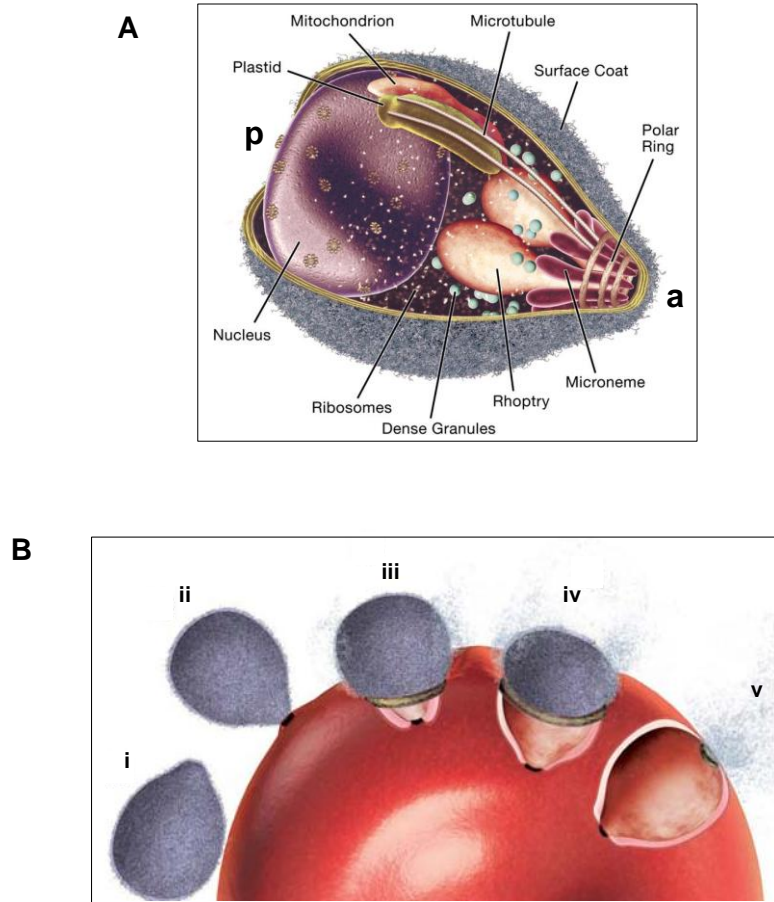 A
Mitochondrion
Microtubule
Plastid
Surface Coat
Polar
Ring
p
a
Nucleus
Microneme
Ribosomes
Rhoptry
Dense Granules
B
iii
ii
iv
v
i